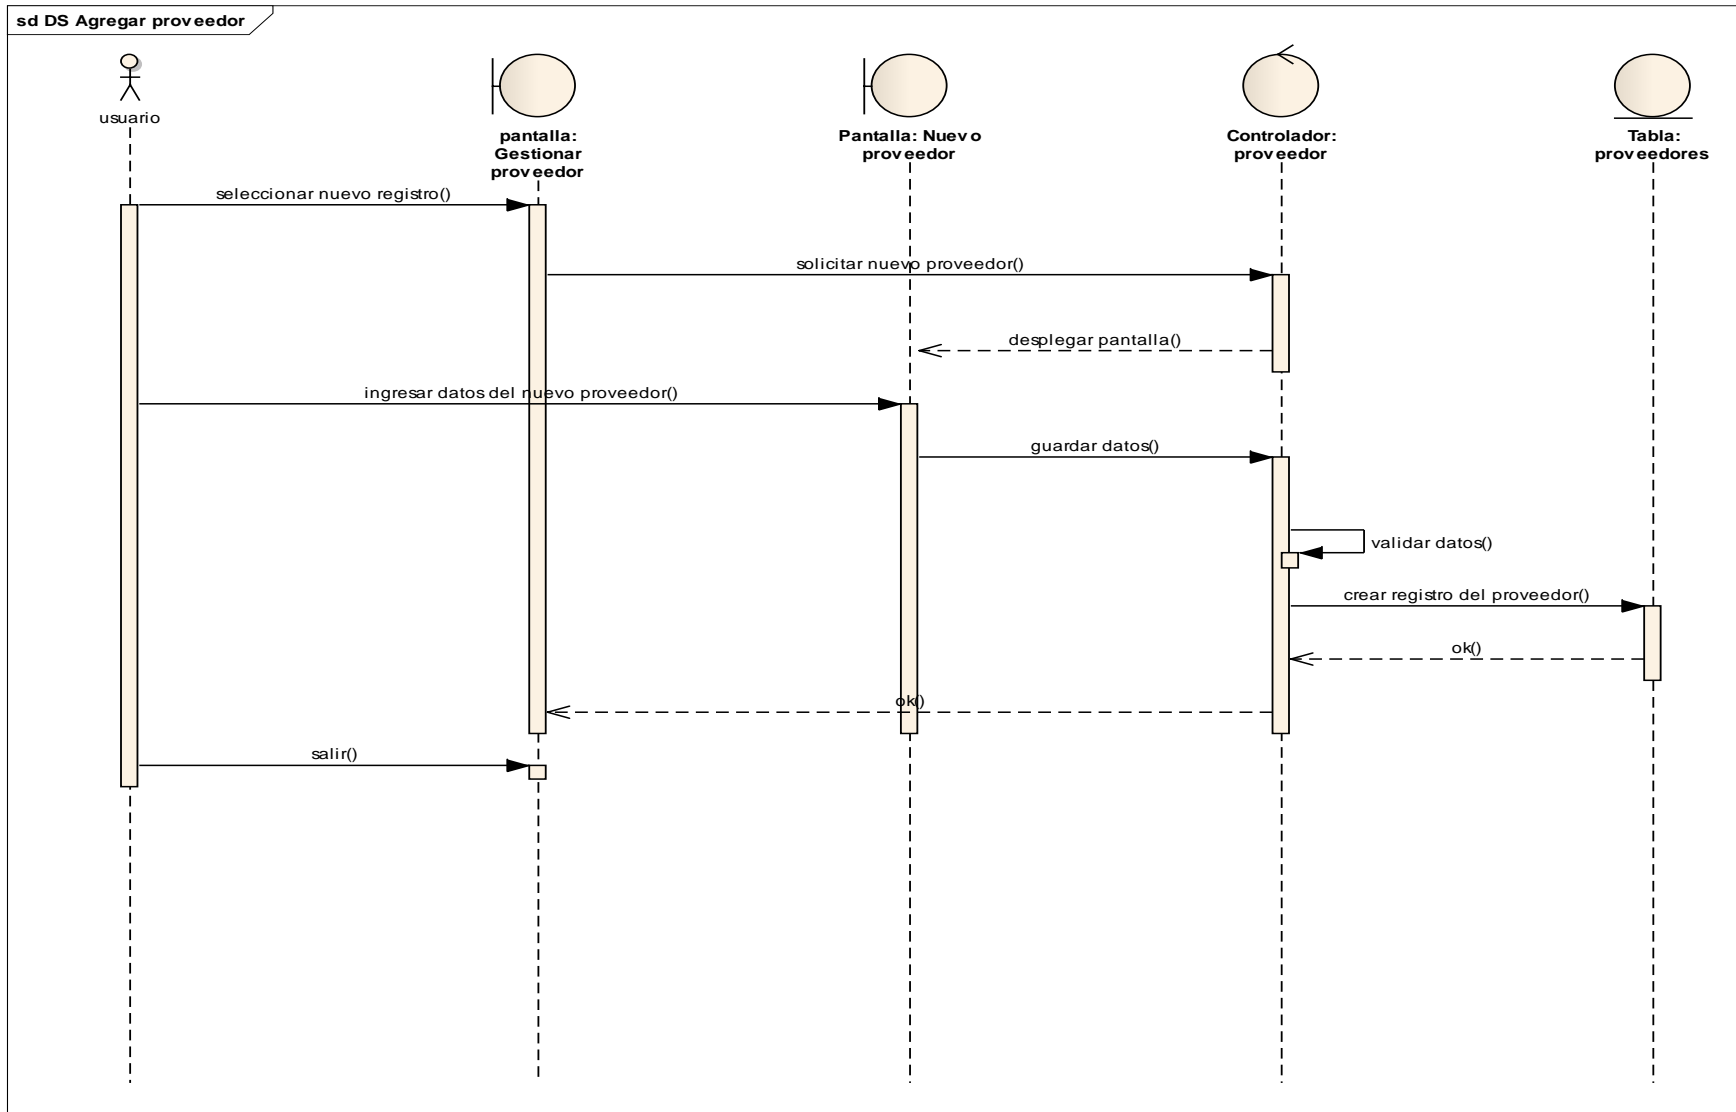 sd DS Agregar proveedor
usuario
pantalla:
Gestionar
proveedor
Pantalla: Nuevo
proveedor
Controlador:
proveedor
Tabla:
proveedores
seleccionar nuevo registro()
solicitar nuevo proveedor()
desplegar pantalla()
ingresar datos del nuevo proveedor()
guardar datos()
validar datos()
crear registro del proveedor()
ok()
ok()
salir()